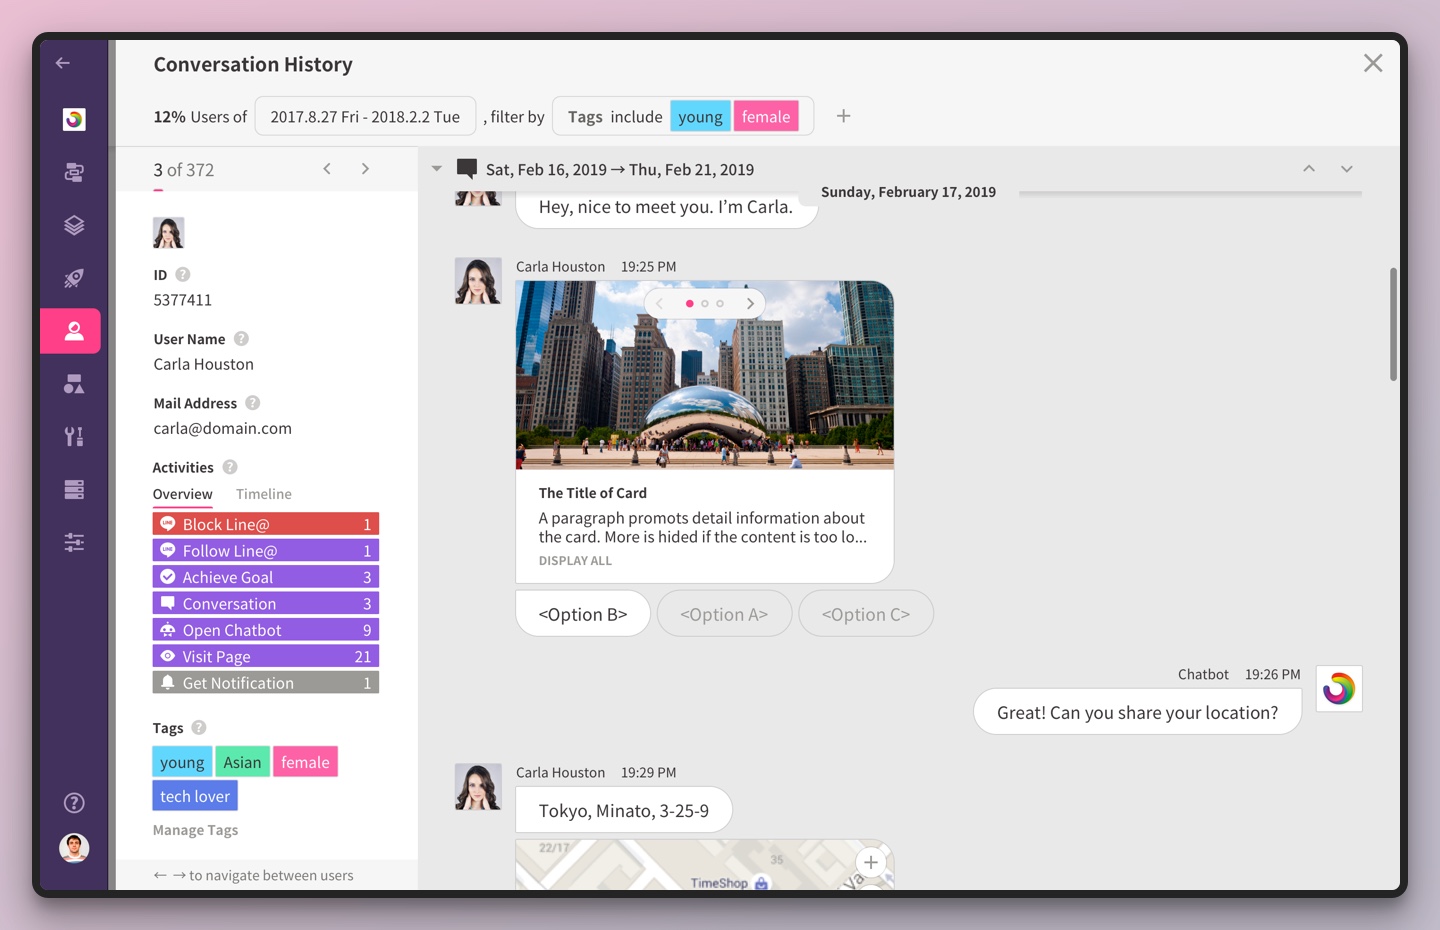 Conversation History
12% Users of 2017.8.27 Fri - 2018.2.2 Tue , filter by Tags include young female
3 of 372
Sat, Feb 16, 2019 → Thu, Feb 21, 2019
Sunday, February 17, 2019
Hey, nice to meet you. I'm Carla.
ID ?
5377411
User Name ?
Carla Houston
Mail Address ?
carla@domain.com
Activities ?
Overview Timeline
Block Line@ 1
Follow Line@ 1
Achieve Goal 3
Conversation 3
Open Chatbot 9
Visit Page 21
Get Notification 1
Tags ?
young Asian female
tech lover
Manage Tags
← → to navigate between users
Carla Houston 19:25 PM
The Title of Card
A paragraph promots detail information about
the card. More is hided if the content is too lo...
DISPLAY ALL
<Option B> <Option A> <Option C>
Chatbot 19:26 PM
Great! Can you share your location?
Carla Houston 19:29 PM
Tokyo, Minato, 3-25-9
22/17
35
TimeShop
Ya